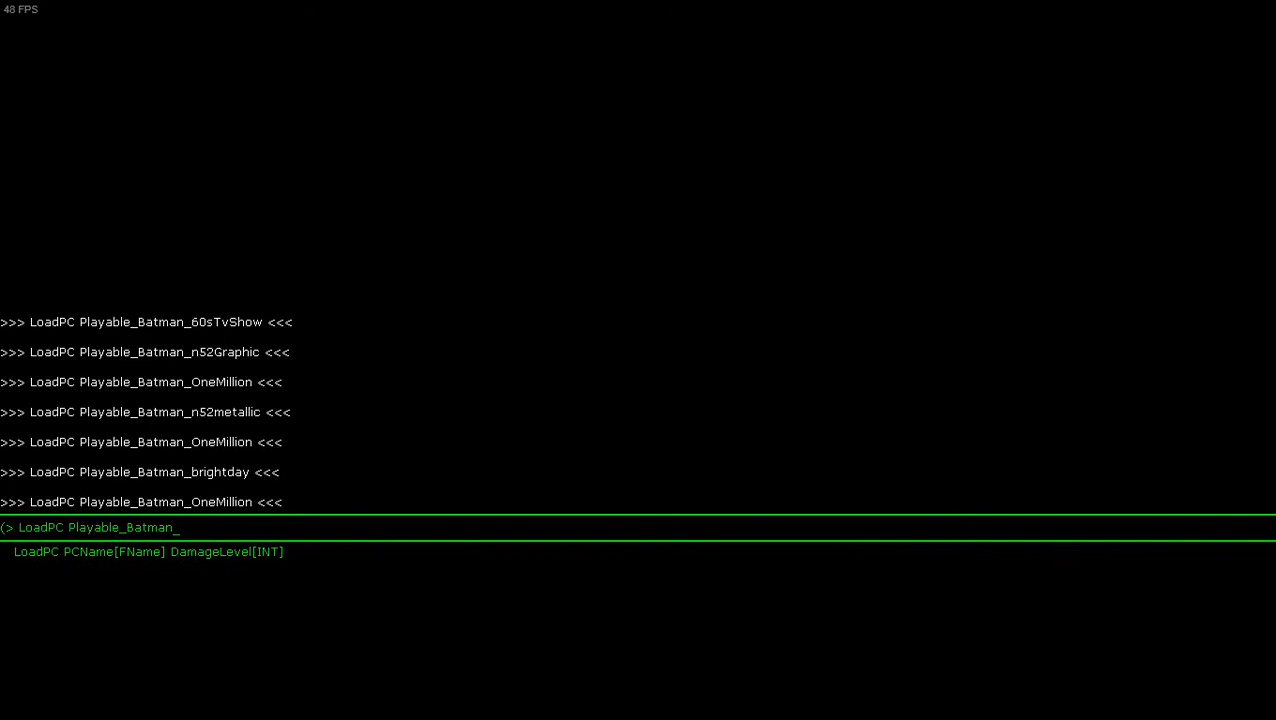 48 FPS
>>> LoadPC Playable_Batman_60sTvShow <<<
>>> LoadPC Playable_Batman_n52Graphic <<<
>>> LoadPC Playable_Batman_OneMillion <<<
>>> LoadPC Playable_Batman_n52metallic <<<
>>> LoadPC Playable_Batman_OneMillion <<<
>>> LoadPC Playable_Batman_brightday <<<
>>> LoadPC Playable_Batman_OneMillion <<<
(> LoadPC Playable_Batman_
LoadPC PCName[FName] DamageLevel[INT]